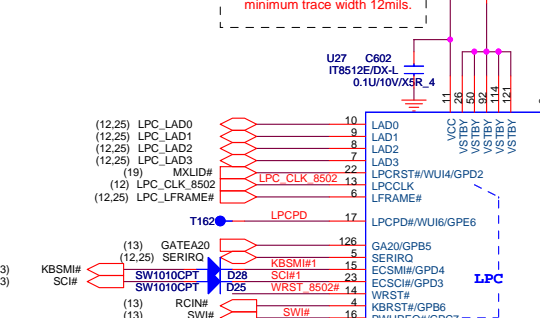 minimum trace width 12mils.
U27 C602
IT8512E/DX-L
0.1U/10V/X5R_4
11 26 50 92 114 121
VCC VSTBY VSTBY VSTBY VSTBY VSTBY
(12,25) LPC_LAD0 10 LAD0
(12,25) LPC_LAD1 9 LAD1
(12,25) LPC_LAD2 8 LAD2
(12,25) LPC_LAD3 7 LAD3
(19) MXLID# 22 LPCRST#/WUI4/GPD2
(12) LPC_CLK_8502 LPC_CLK_8502 13 LPCCLK
(12,25) LPC_LFRAME# 6 LFRAME#
T162 LPCPD 17 LPCPD#/WUI6/GPE6
(13) GATEA20 126 GA20/GPB5
(12,25) SERIRQ 5 SERIRQ
3) KBSMI# KBSMI#1 15 ECSMI#/GPD4
3) SCI# SW1010CPT D28 SCI#1 23 ECSCI#/GPD3
SW1010CPT D25 WRST_8502# 14 WRST#
(13) RCIN# 4 KBRST#/GPB6
(13) SWI# SWI# 16 PWUREQ#/GPC7
LPC